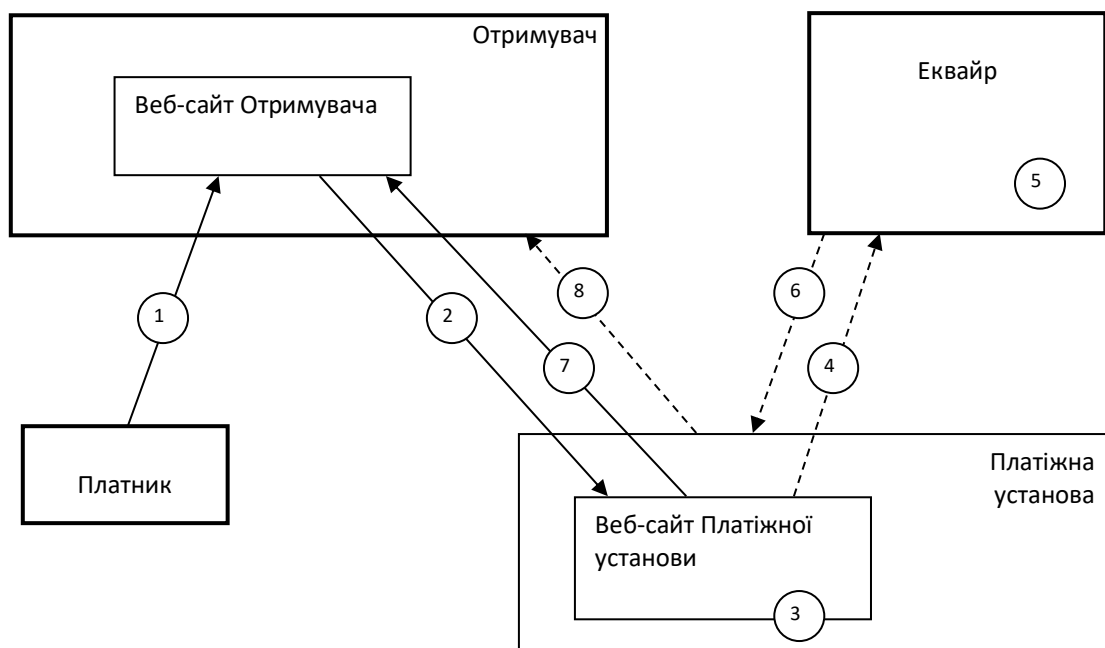 Отримувач
Еквайр
Веб-сайт Отримувача
5
8
6
1
2
7
4
Платник
Платіжна
установа
Веб-сайт Платіжної
установи
3